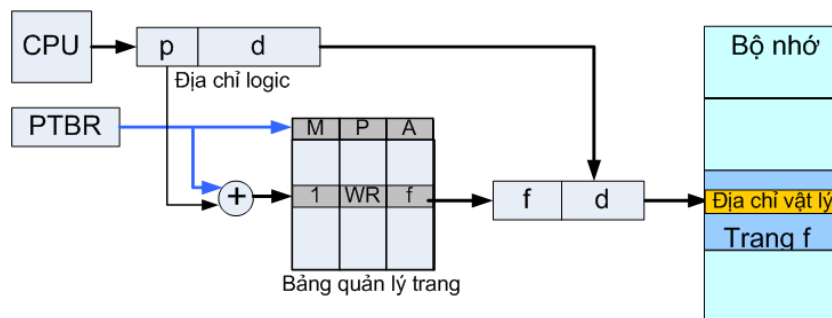 CPU
p d
Địa chỉ logic
Bộ nhớ
PTBR
M P A
+
1 WR f
f d
Địa chỉ vật lý
Trang f
Bảng quản lý trang